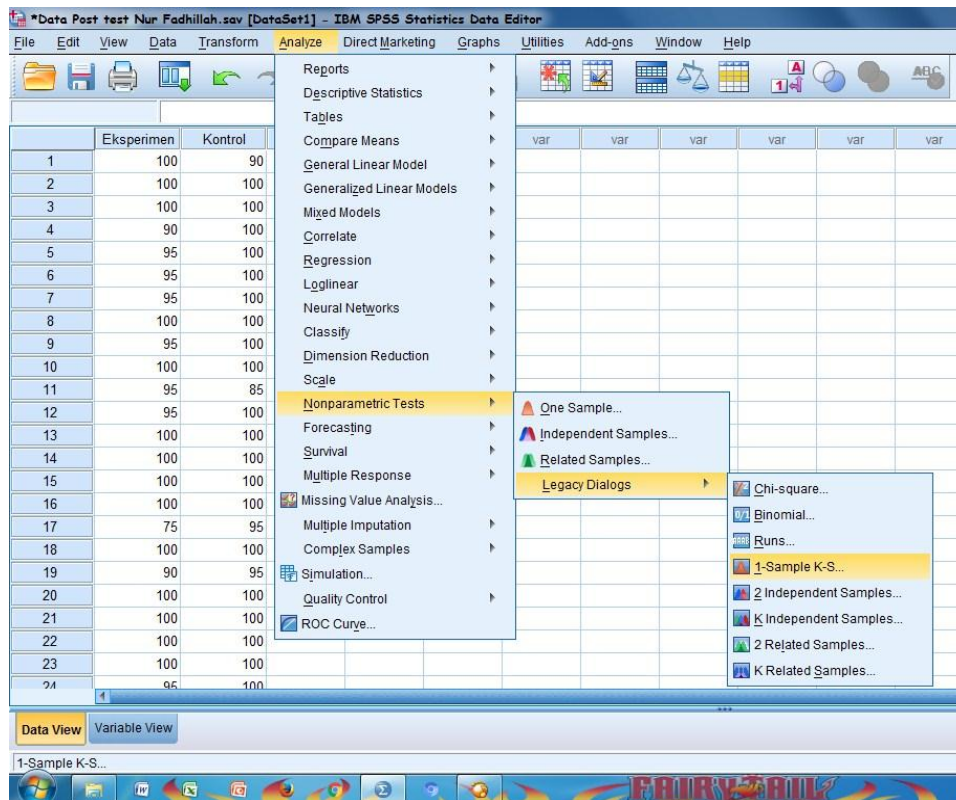 *Data Post test Nur Fadhillah.sav [DataSet1] - IBM SPSS Statistics Data Editor
File Edit View Data Transform Analyze Direct Marketing Graphs Utilities Add-ons Window Help
Reports
Descriptive Statistics
Tables
Compare Means
General Linear Model
Generalized Linear Models
Mixed Models
Correlate
Regression
Loglinear
Neural Networks
Classify
Dimension Reduction
Scale
Nonparametric Tests
Forecasting
Survival
Multiple Response
Missing Value Analysis...
Multiple Imputation
Complex Samples
Simulation...
Quality Control
ROC Curve...
One Sample...
Independent Samples...
Related Samples...
Legacy Dialogs
Chi-square...
Binomial...
Runs...
1-Sample K-S...
2 Independent Samples...
K Independent Samples...
2 Related Samples...
K Related Samples...
A
1
ABC
Eksperimen Kontrol var var var var var var
1 100 90
2 100 100
3 100 100
4 90 100
5 95 100
6 95 100
7 95 100
8 100 100
9 95 100
10 100 100
11 95 85
12 95 100
13 100 100
14 100 100
15 100 100
16 100 100
17 75 95
18 100 100
19 90 95
20 100 100
21 100 100
22 100 100
23 100 100
24 95 100
Data View Variable View
1-Sample K-S...
FAIRY TAIL